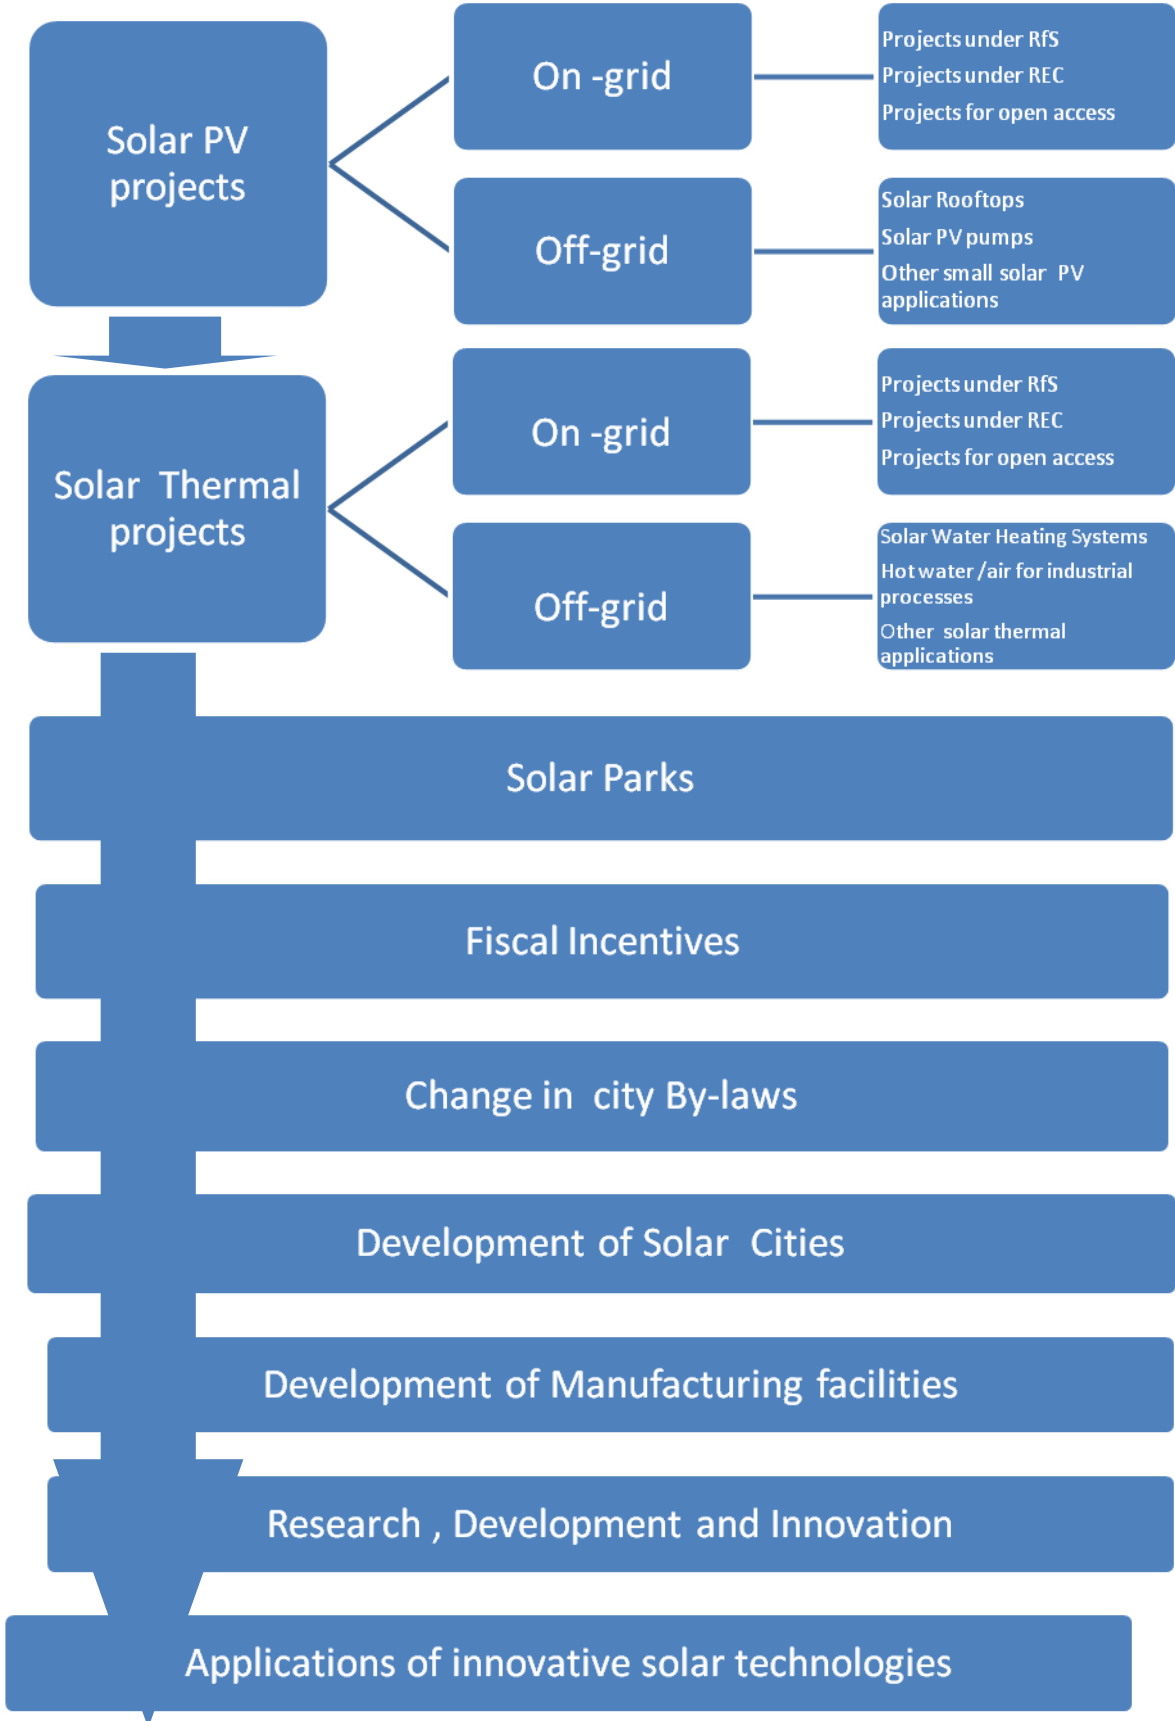 Solar PV
projects
On -grid
Projects under RfS
Projects under REC
Projects for open access
Off-grid
Solar Rooftops
Solar PV pumps
Other small solar PV
applications
Solar Thermal
projects
On -grid
Projects under RfS
Projects under REC
Projects for open access
Off-grid
Solar Water Heating Systems
Hot water /air for industrial
processes
Other solar thermal
applications
Solar Parks
Fiscal Incentives
Change in city By-laws
Development of Solar Cities
Development of Manufacturing facilities
Research , Development and Innovation
Applications of innovative solar technologies